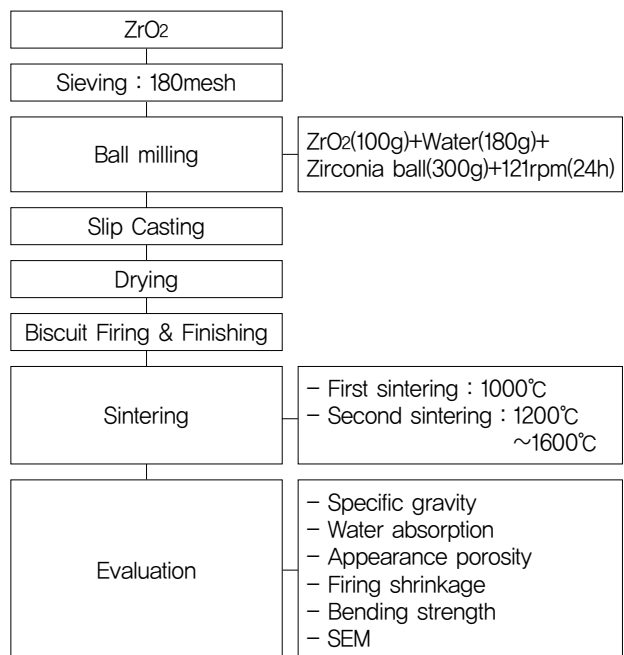 ZrO2
Sieving : 180mesh
Ball milling
ZrO2(100g)+Water(180g)+
Zirconia ball(300g)+121rpm(24h)
Slip Casting
Drying
Biscuit Firing & Finishing
Sintering
- First sintering : 1000℃
- Second sintering : 1200℃
~1600℃
Evaluation
- Specific gravity
- Water absorption
- Appearance porosity
- Firing shrinkage
- Bending strength
- SEM